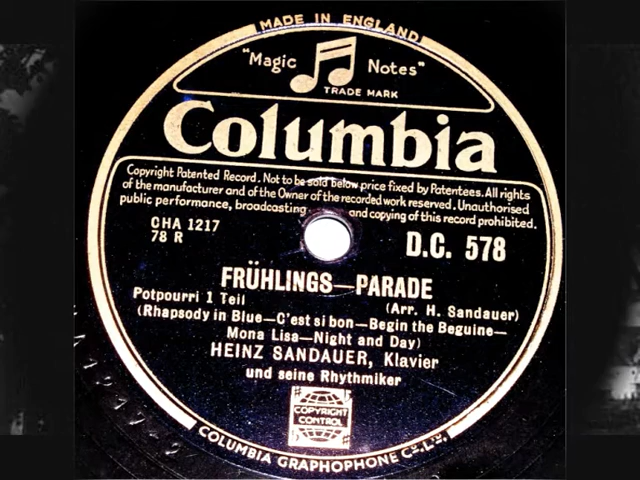 MADE IN ENGLAND
"Magic Notes"
TRADE MARK
Columbia
Copyright Patented Record. Not to be sold below price fixed by Patentees. All rights
of the manufacturer and of the Owner of the recorded work reserved. Unauthorised
public performance, broadcasting and copying of this record prohibited.
CHA 1217
78 R
D.C. 578
FRÜHLINGS—PARADE
Potpourri 1 Teil (Arr. H. Sandauer)
(Rhapsody in Blue—C'est si bon—Begin the Beguine—
Mona Lisa—Night and Day)
HEINZ SANDAUER, Klavier
und seine Rhythmiker
COPYRIGHT
CONTROL
COLUMBIA GRAPHOPHONE Co. Ltd.